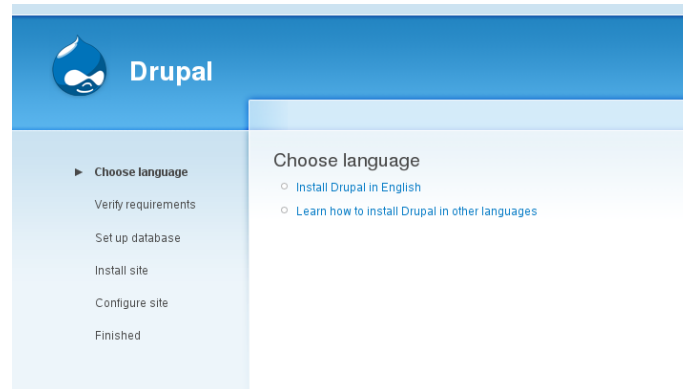 Drupal
Choose language
Verify requirements
Set up database
Install site
Configure site
Finished
Choose language
Install Drupal in English
Learn how to install Drupal in other languages